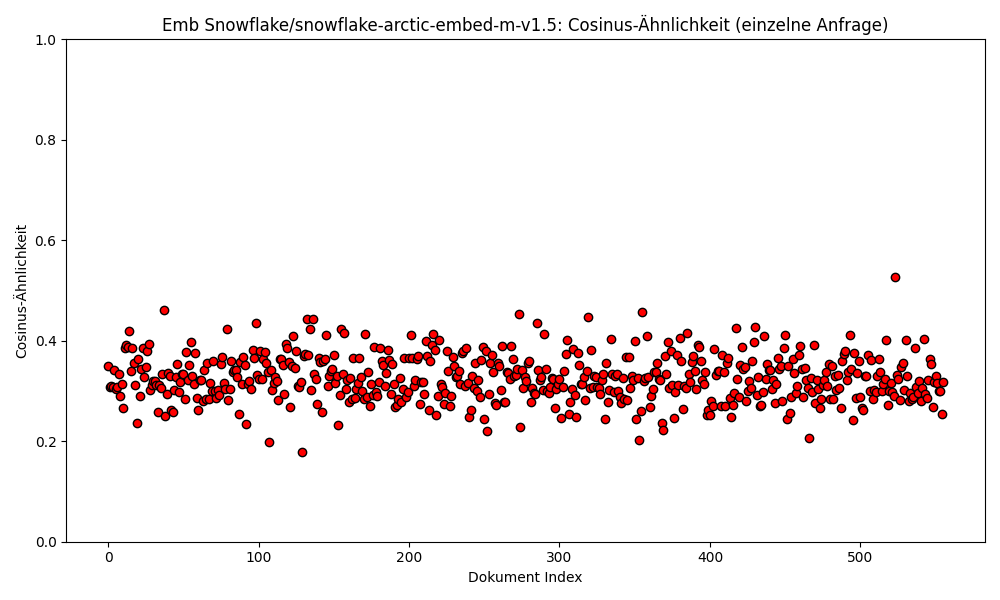 Emb Snowflake/snowflake-arctic-embed-m-v1.5: Cosinus-Ähnlichkeit (einzelne Anfrage)
1.0
0.8
0.6
0.4
0.2
0.0
Cosinus-Ähnlichkeit
0 100 200 300 400 500
Dokument Index